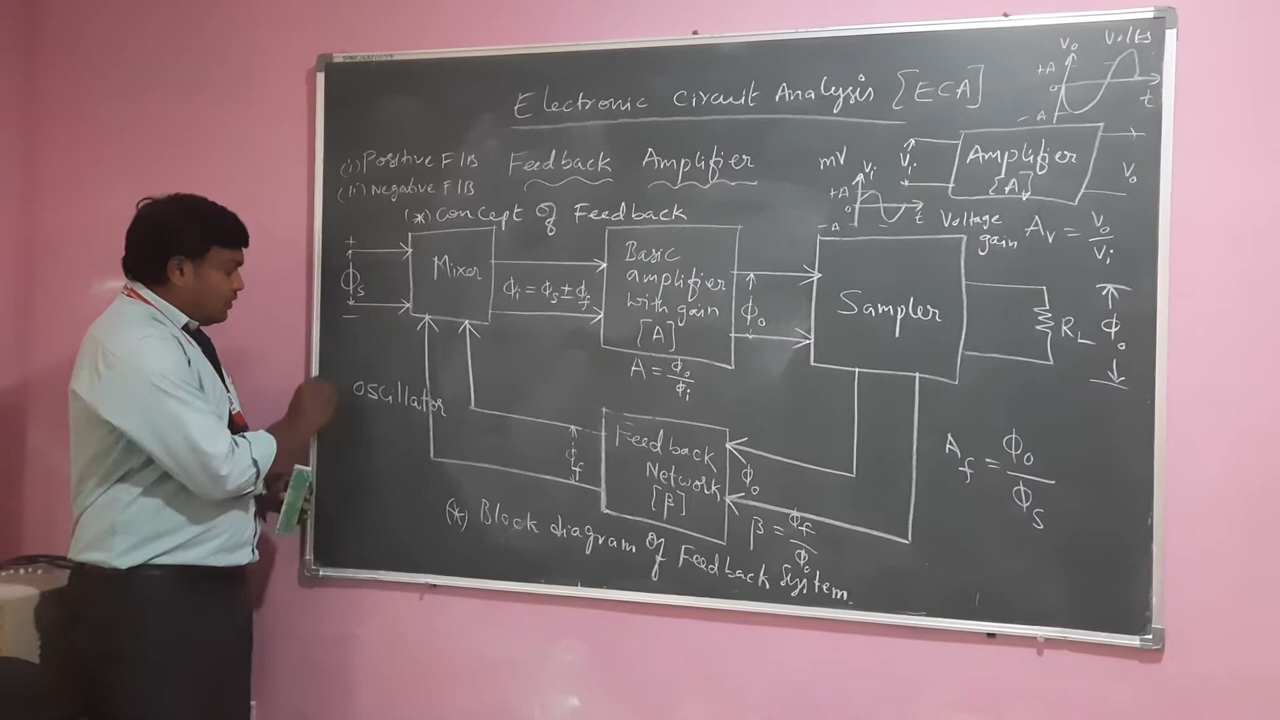 Electronic Circuit Analysis [ECA]
(i) Positive F/B
(ii) Negative F/B
Feedback Amplifier
(*) Concept of Feedback
+
ϕs
−
Mixer
ϕi = ϕs ± ϕf
Basic
amplifier
with gain
[A]
A = ϕo/ϕi
ϕo
Sampler
RL
ϕo
Oscillator
ϕf
Feedback
Network
[β]
ϕo
β = ϕf/ϕo
Af = ϕo/ϕs
(*) Block diagram of Feedback System.
mV
Vi
+A
0
-A
t
Vi
Amplifier
[A]
Vo
Vo
Volts
+A
0
-A
t
Voltage
gain
Av = Vo/Vi